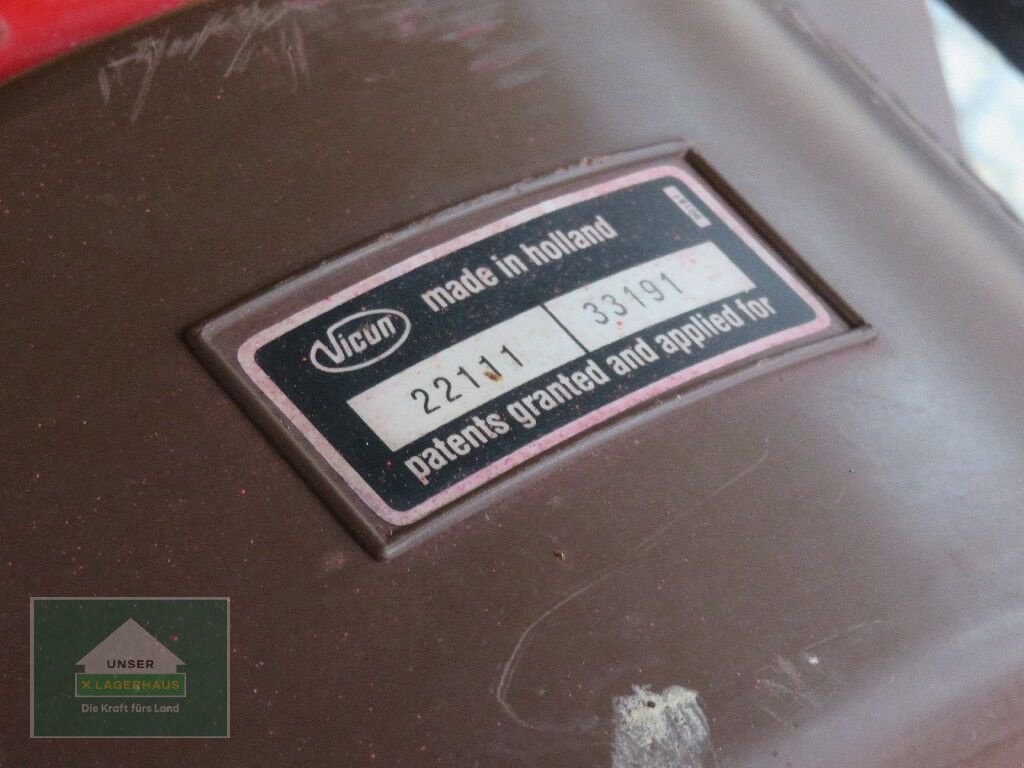 Vicon
made in holland
22111
33191
patents granted and applied for
UNSER
X LAGERHAUS
Die Kraft fürs Land